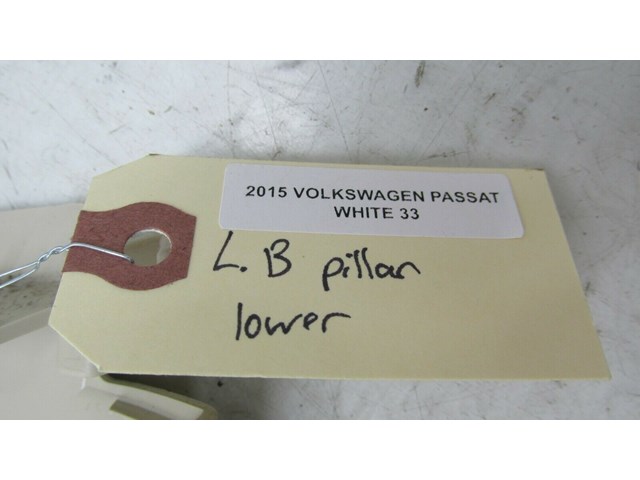 2015 VOLKSWAGEN PASSAT
WHITE 33
L. B pillar
lower